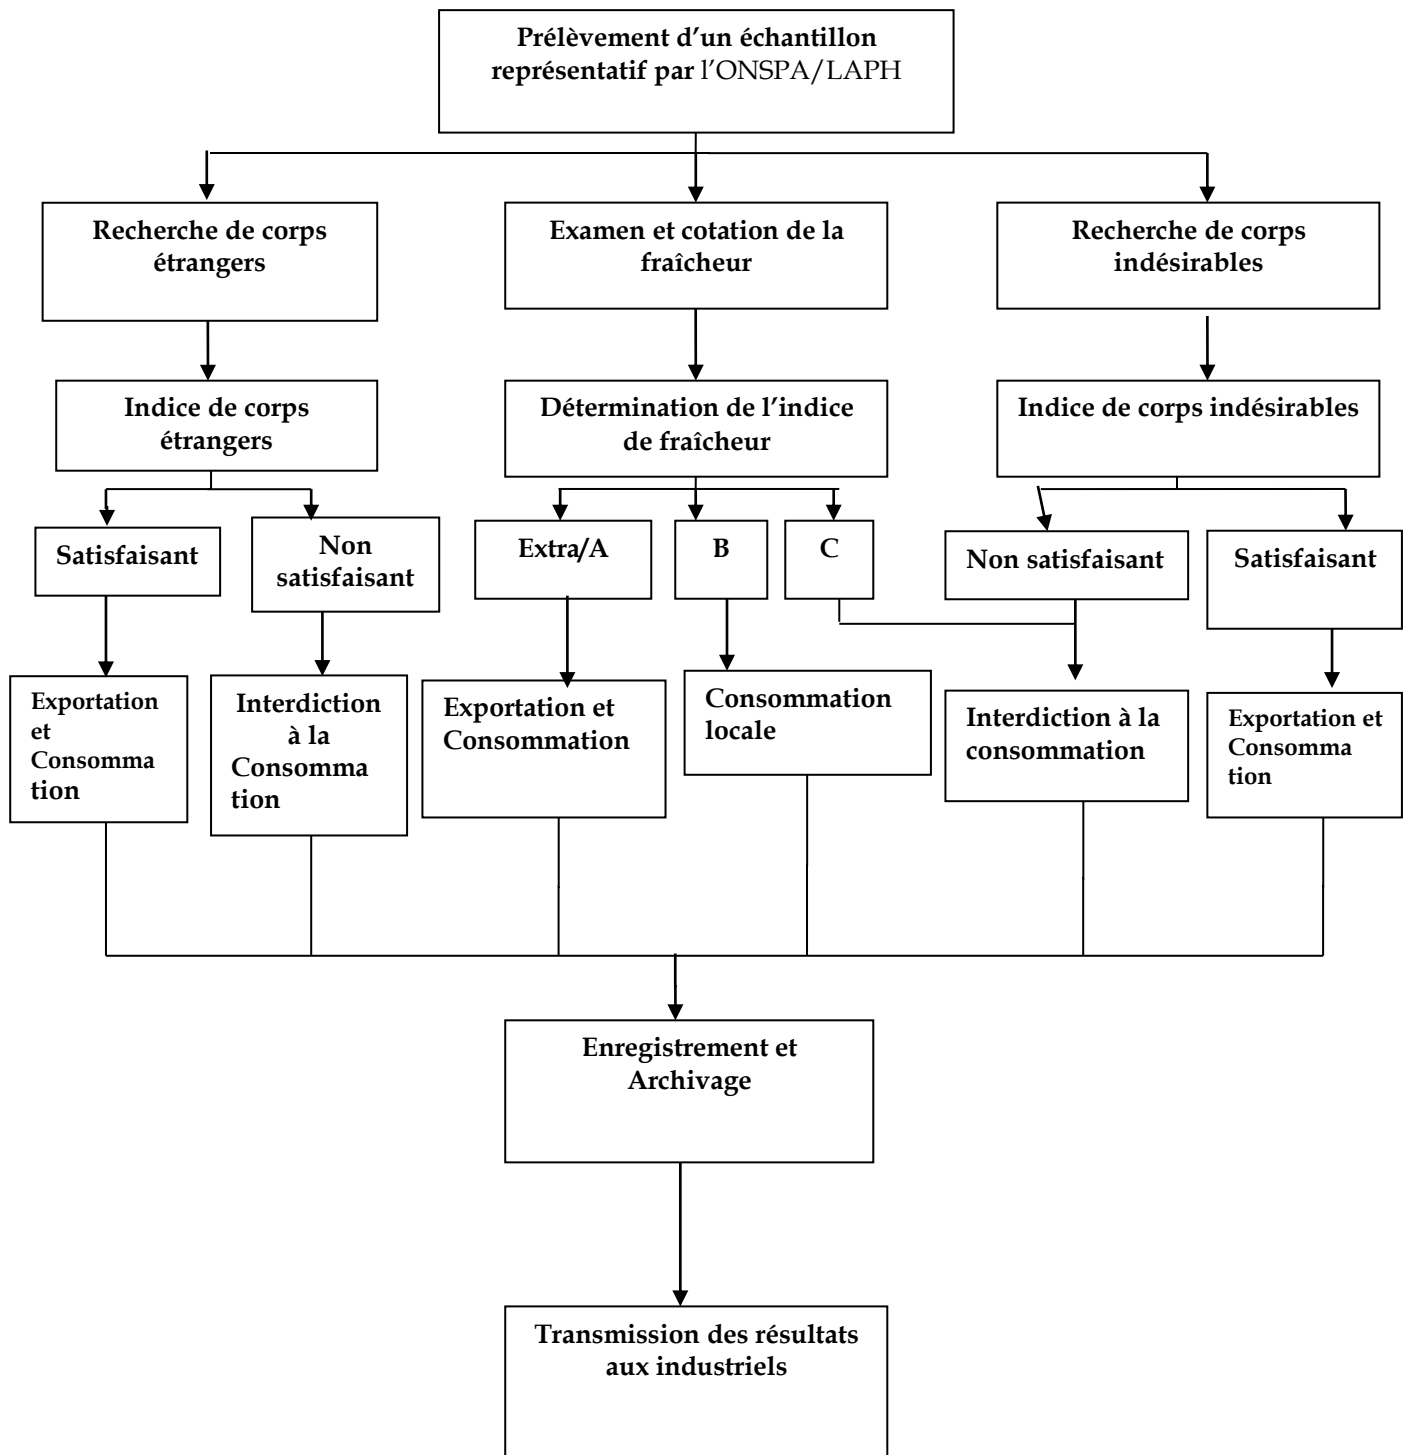 Prélèvement d’un échantillon
représentatif par l’ONSPA/LAPH
Recherche de corps
étrangers
Examen et cotation de la
fraîcheur
Recherche de corps
indésirables
Indice de corps
étrangers
Détermination de l’indice
de fraîcheur
Indice de corps indésirables
Satisfaisant
Non
satisfaisant
Extra/A
B
C
Non satisfaisant
Satisfaisant
Exportation
et
Consomma
tion
Interdiction
à la
Consomma
tion
Exportation et
Consommation
Consommation
locale
Interdiction à la
consommation
Exportation et
Consomma
tion
Enregistrement et
Archivage
Transmission des résultats
aux industriels